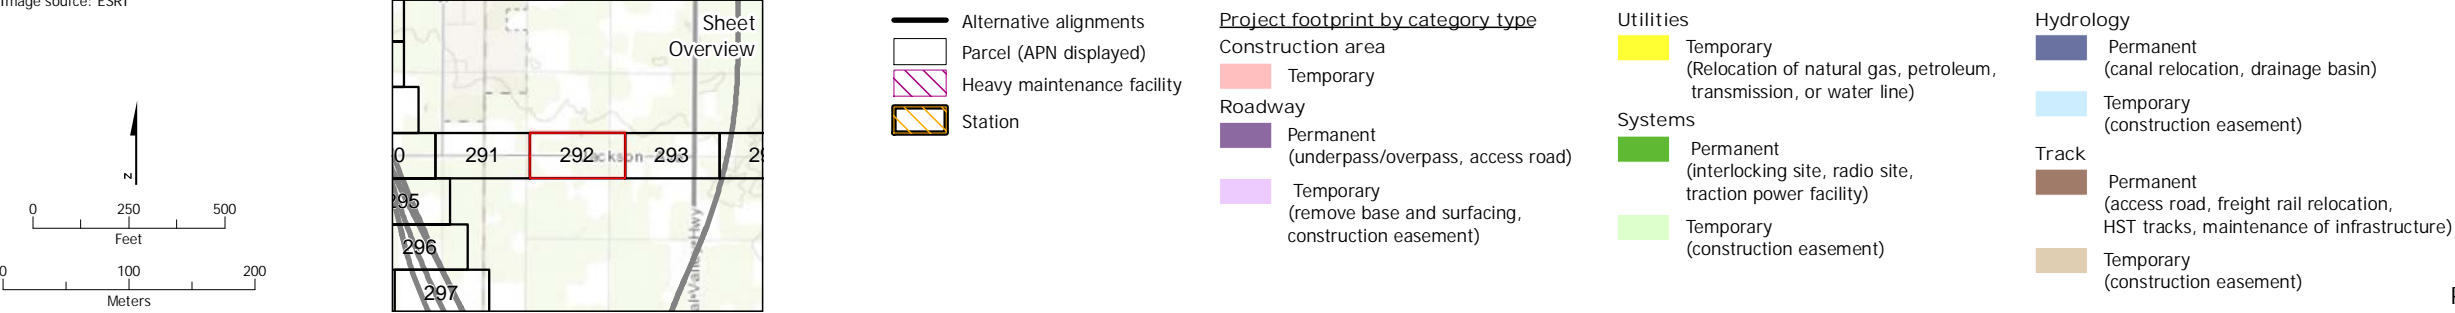 Image source: ESRI
N
0 250 500
Feet
0 100 200
Meters
Sheet
Overview
0 291 292 293 29
295
296
297
Alternative alignments
Parcel (APN displayed)
Heavy maintenance facility
Station
Project footprint by category type
Construction area
Temporary
Roadway
Permanent
(underpass/overpass, access road)
Temporary
(remove base and surfacing,
construction easement)
Utilities
Temporary
(Relocation of natural gas, petroleum,
transmission, or water line)
Systems
Permanent
(interlocking site, radio site,
traction power facility)
Temporary
(construction easement)
Hydrology
Permanent
(canal relocation, drainage basin)
Temporary
(construction easement)
Track
Permanent
(access road, freight rail relocation,
HST tracks, maintenance of infrastructure)
Temporary
(construction easement)